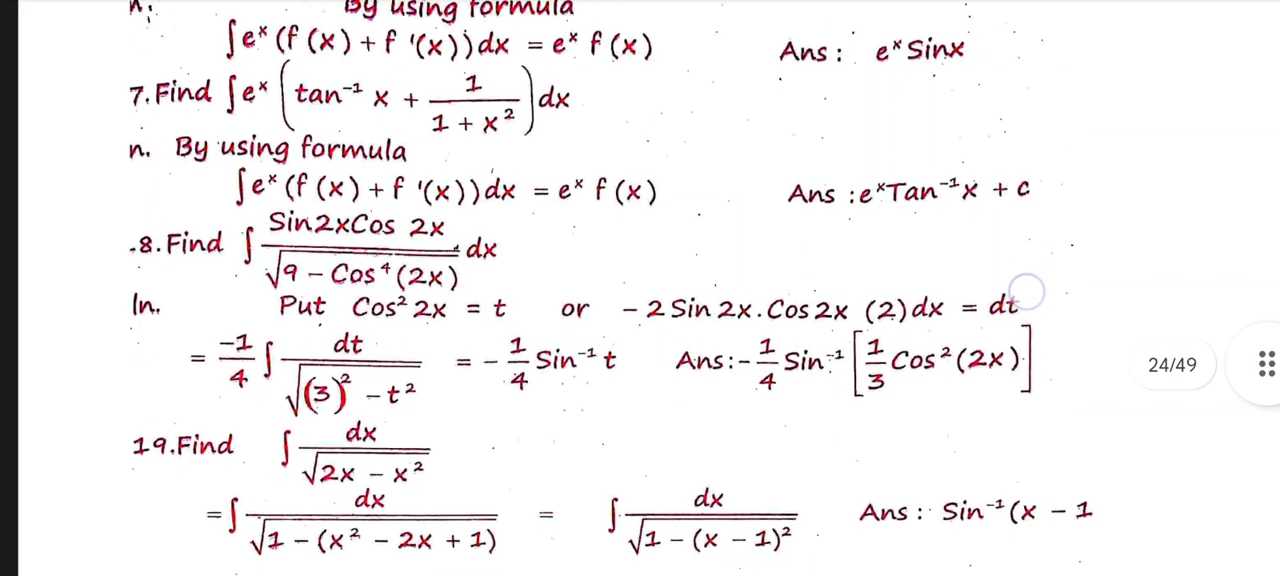 n. By using formula
∫eˣ (f (x) + f '(x)) dx = eˣ f (x) Ans : eˣ Sinx
7. Find ∫eˣ (tan⁻¹ x + 1/(1 + x²)) dx
n. By using formula
∫eˣ (f (x) + f '(x)) dx = eˣ f (x) Ans : eˣTan⁻¹x + c
.8. Find ∫ Sin2xCos 2x/√(9 – Cos⁴ (2x)) dx
ln. Put Cos² 2x = t or – 2 Sin 2x . Cos 2x (2) dx = dt
= -1/4 ∫ dt/√((3)² – t²) = – 1/4 Sin⁻¹ t Ans:- 1/4 Sin⁻¹ [1/3 Cos² (2x)]
24/49
19. Find ∫ dx/√(2x – x²)
= ∫ dx/√(1 – (x² – 2x + 1) = ∫ dx/√(1 – (x – 1)² Ans : Sin⁻¹ (x – 1